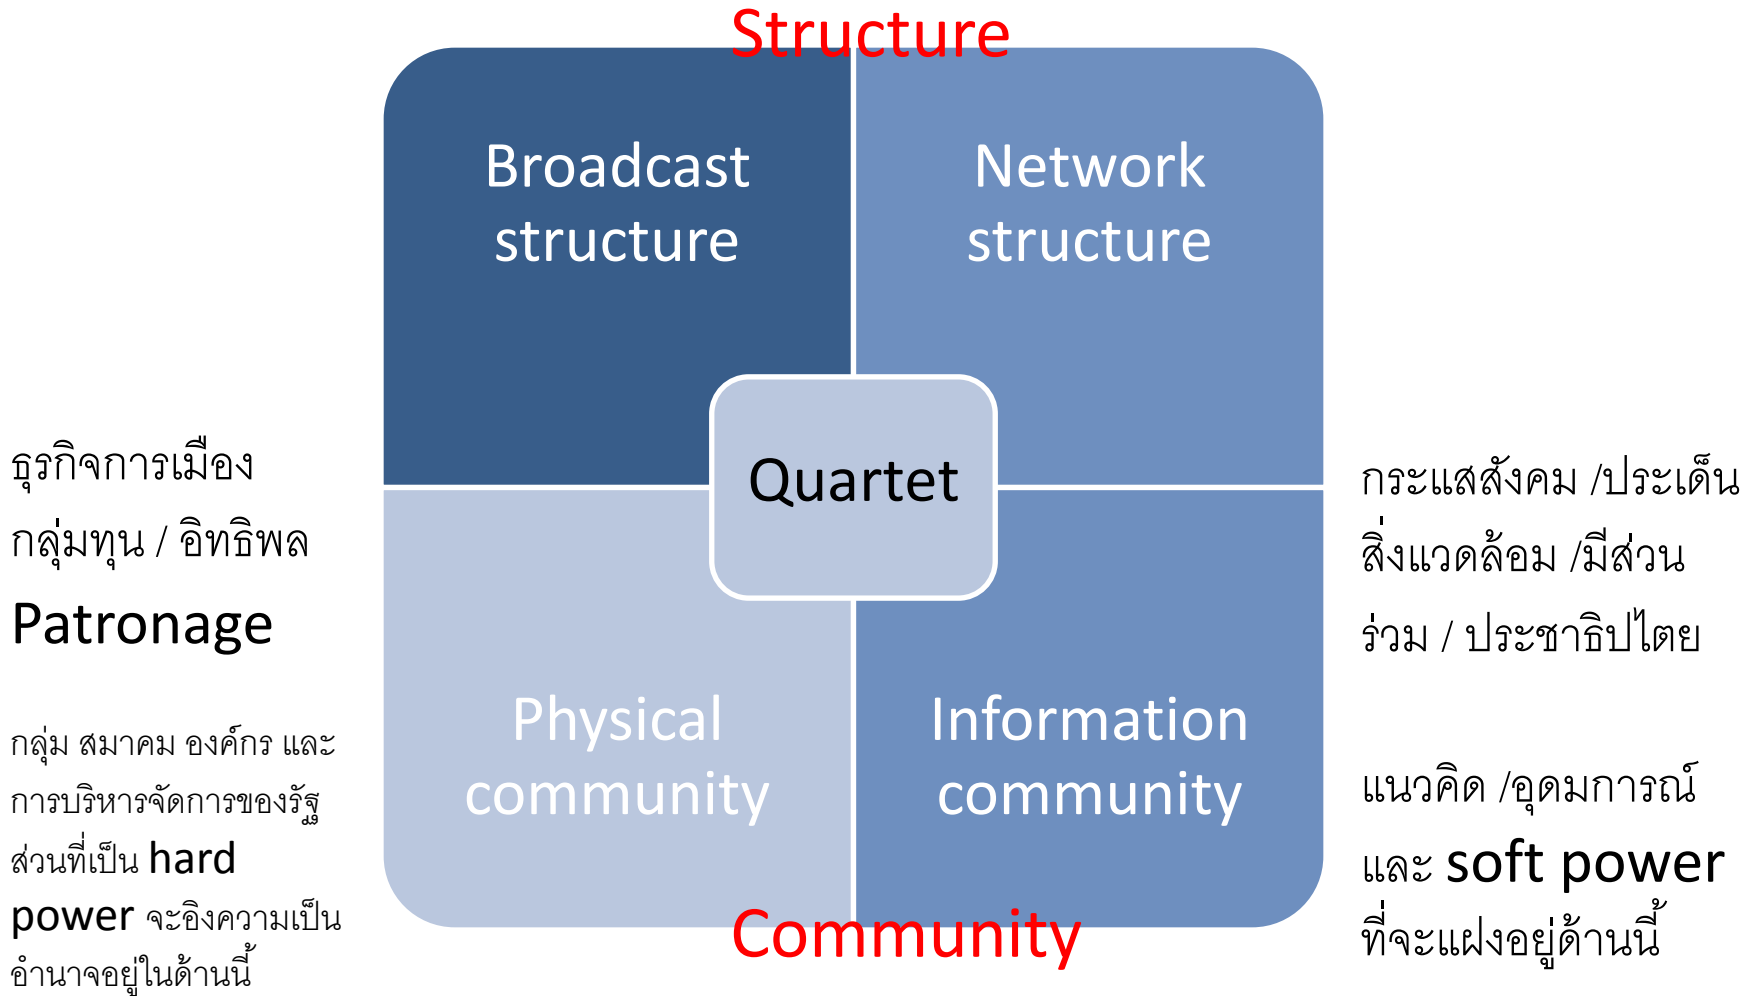 Structure
Broadcast
structure
Network
structure
Quartet
ธุรกิจการเมือง
กลุ่มทุน / อิทธิพล
Patronage
กลุ่ม สมาคม องค์กร และ
การบริหารจัดการของรัฐ
ส่วนที่เป็น hard
power จะอิงความเป็น
อำนาจอยู่ในด้านนี้
กระแสสังคม /ประเด็น
สิ่งแวดล้อม /มีส่วน
ร่วม / ประชาธิปไตย
แนวคิด /อุดมการณ์
และ soft power
ที่จะแฝงอยู่ด้านนี้
Physical
community
Information
community
Community